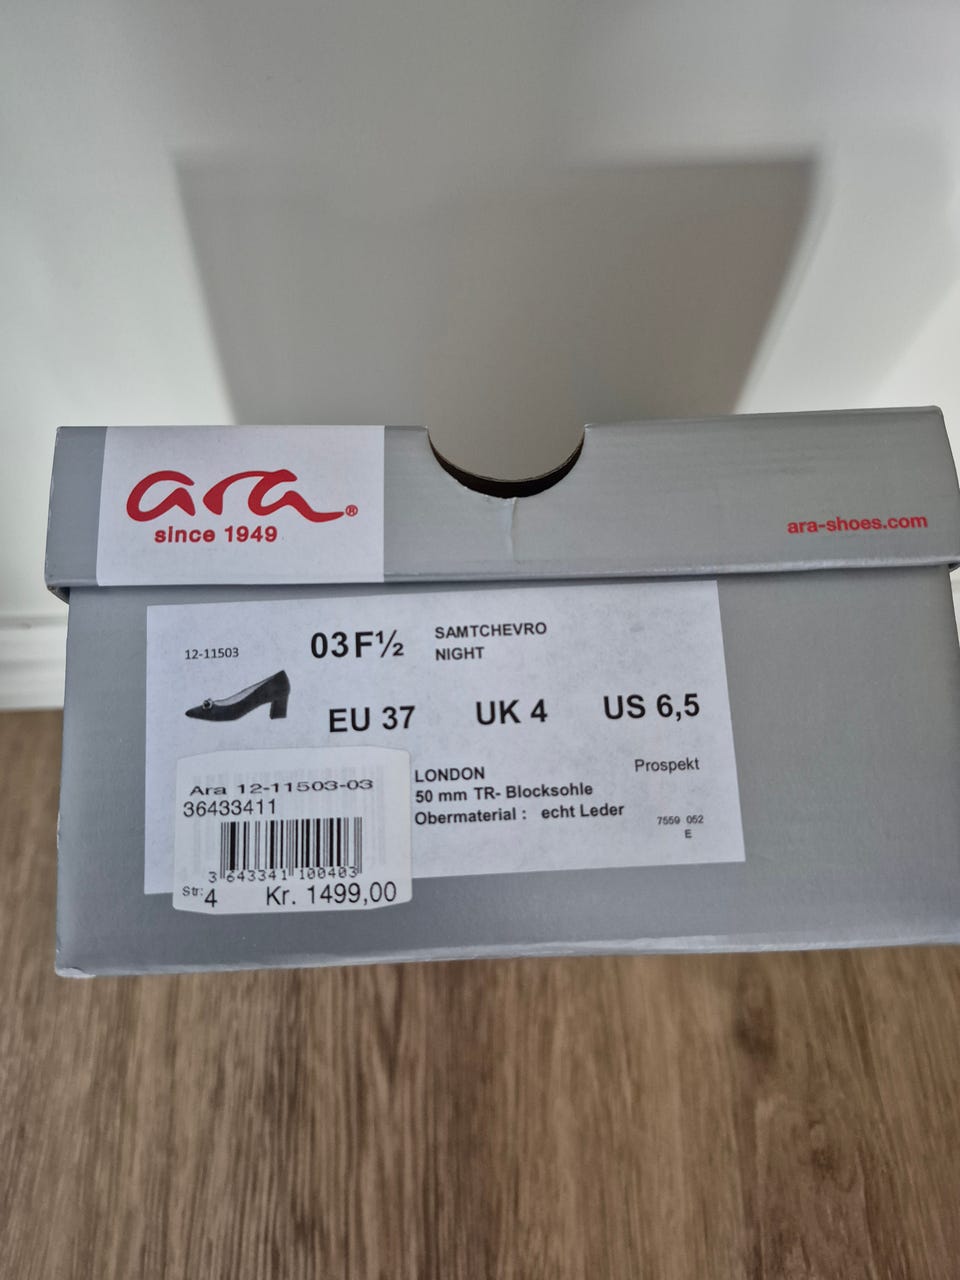 ara®
since 1949
ara-shoes.com
12-11503
03 F½
SAMTCHEVRO
NIGHT
EU 37 UK 4 US 6,5
LONDON
Prospekt
50 mm TR- Blocksohle
Obermaterial : echt Leder
7559 052
E
Ara 12-11503-03
36433411
3 643341 100403
Str: 4 Kr. 1499,00